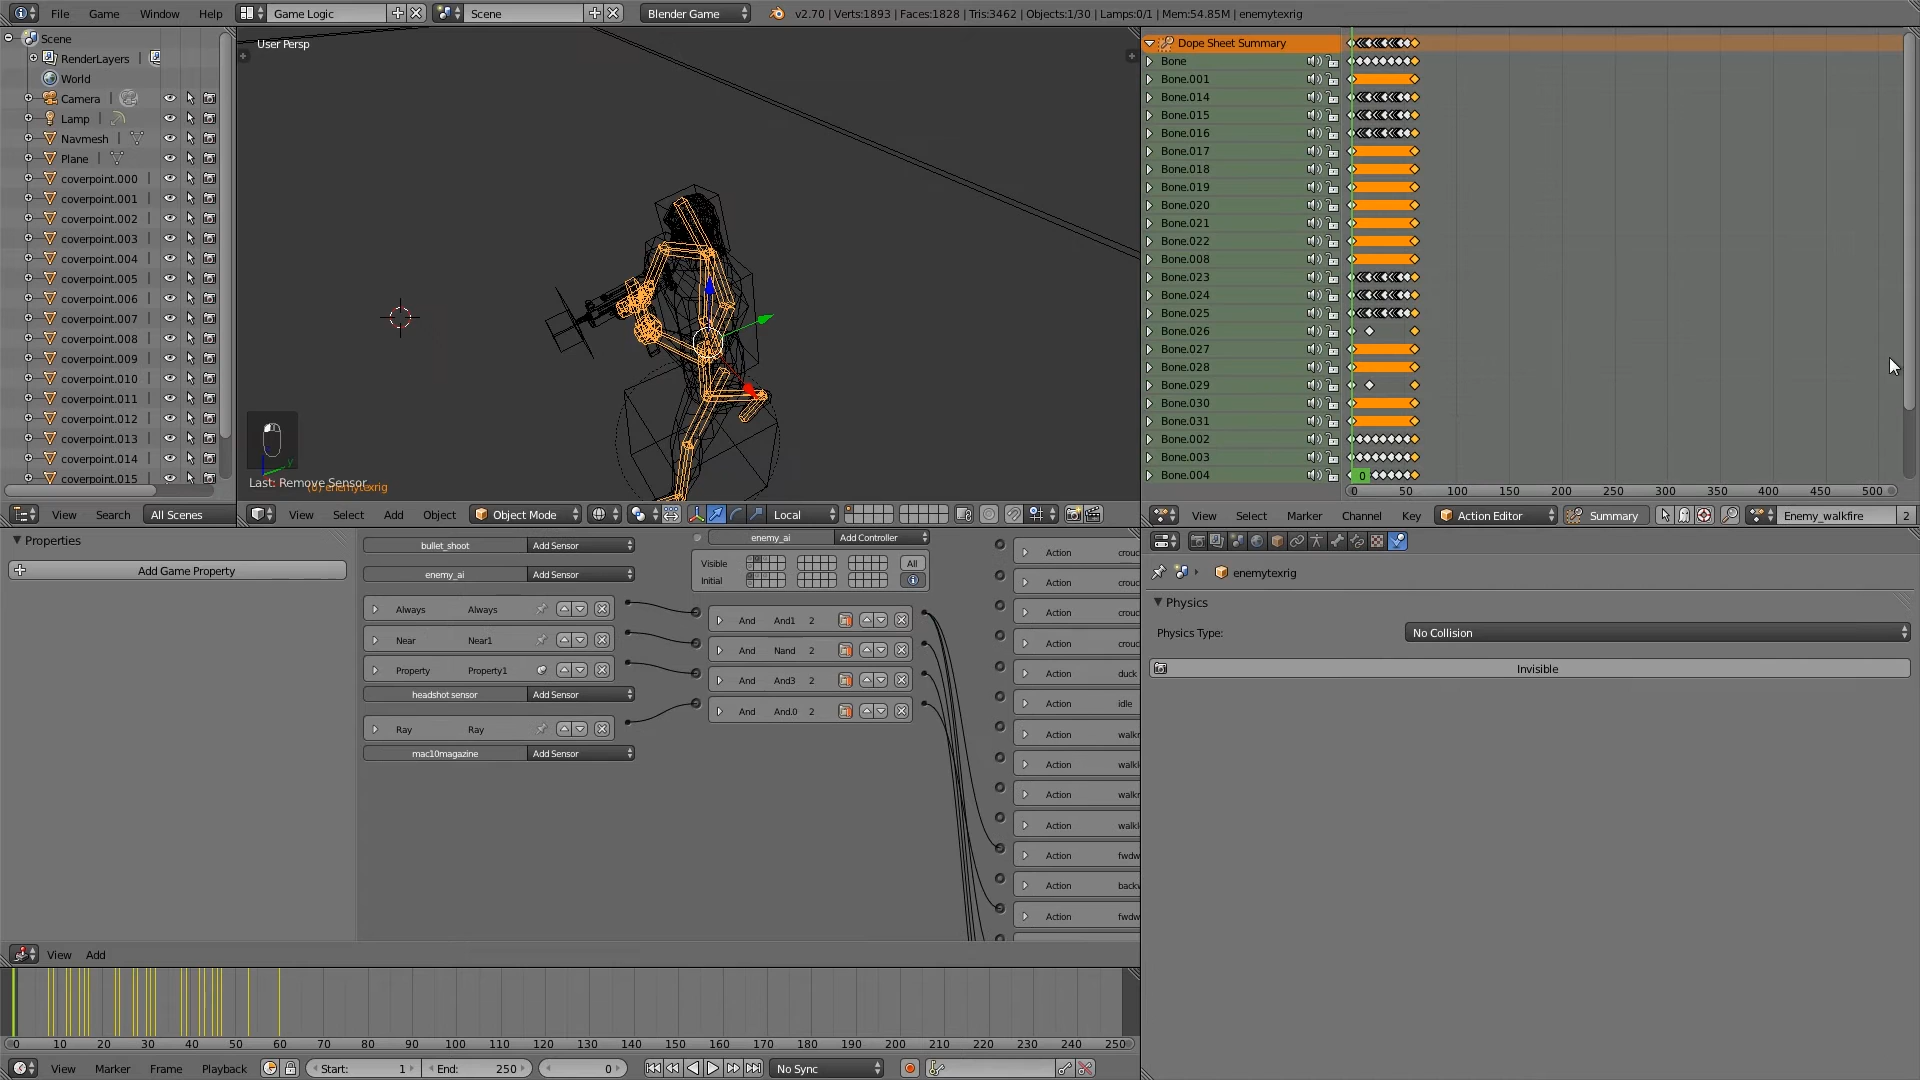 File Game Window Help Game Logic Scene Blender Game v2.70 | Verts:1893 | Faces:1828 | Tris:3462 | Objects:1/30 | Lamps:0/1 | Mem:54.85M | enemytexrig
Scene
RenderLayers
World
Camera
Lamp
Navmesh
Plane
coverpoint.000
coverpoint.001
coverpoint.002
coverpoint.003
coverpoint.004
coverpoint.005
coverpoint.006
coverpoint.007
coverpoint.008
coverpoint.009
coverpoint.010
coverpoint.011
coverpoint.012
coverpoint.013
coverpoint.014
coverpoint.015
View Search All Scenes
User Persp
Last: Remove Sensor
(0) enemytexrig
View Select Add Object Object Mode Local
Dope Sheet Summary
Bone
Bone.001
Bone.014
Bone.015
Bone.016
Bone.017
Bone.018
Bone.019
Bone.020
Bone.021
Bone.022
Bone.008
Bone.023
Bone.024
Bone.025
Bone.026
Bone.027
Bone.028
Bone.029
Bone.030
Bone.031
Bone.002
Bone.003
Bone.004
0
0 50 100 150 200 250 300 350 400 450 500
View Select Marker Channel Key Action Editor Summary Enemy_walkfire 2
Properties
Add Game Property
bullet_shoot Add Sensor
enemy_ai Add Sensor
Always Always
Near Near1
Property Property1
headshot sensor Add Sensor
Ray Ray
mac10magazine Add Sensor
enemy_ai Add Controller
Visible All
Initial
And And1 2
And Nand 2
And And3 2
And And.0 2
Action crouc
Action crouc
Action crouc
Action crouc
Action duck
Action idle
Action walkr
Action walkl
Action walkr
Action walkl
Action fwdw
Action backv
Action fwdw
enemytexrig
Physics
Physics Type: No Collision
Invisible
View Add
0 10 20 30 40 50 60 70 80 90 100 110 120 130 140 150 160 170 180 190 200 210 220 230 240 250
View Marker Frame Playback Start: 1 End: 250 0 No Sync